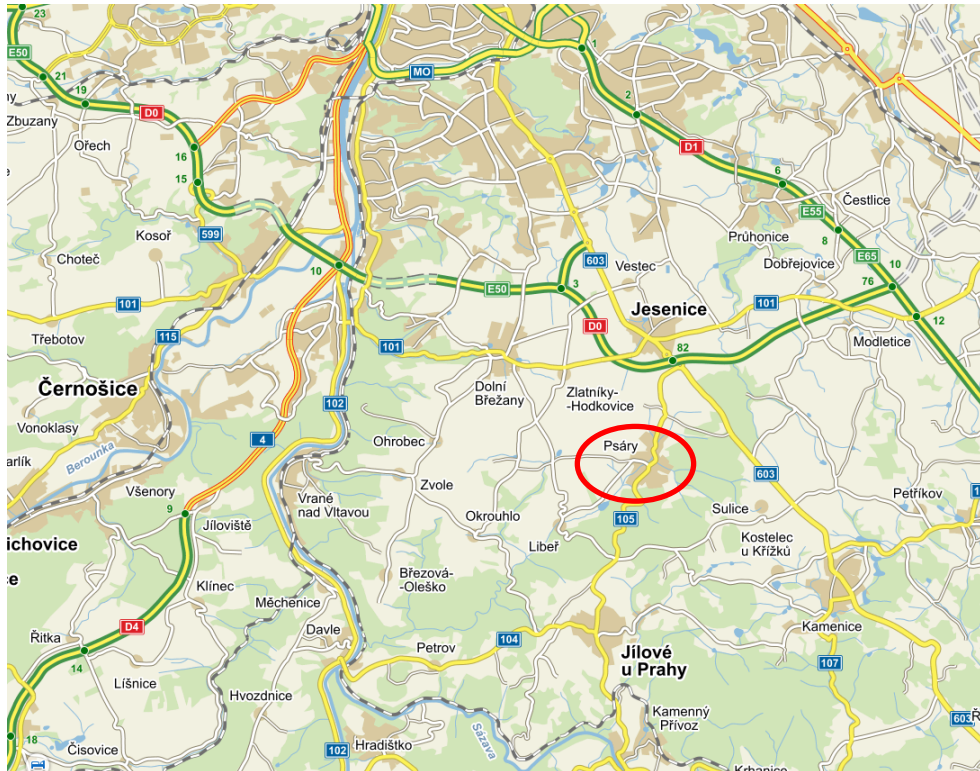 23
E50
21
19
MO
1
Zbuzany
D0
2
Ořech
16
D1
15
6
Čestlice
E55
599
Kosoř
Průhonice
8
Choteč
603
Vestec
Dobřejovice
E65
10
10
76
E50
3
101
Jesenice
101
Třebotov
115
D0
12
101
82
Modletice
Černošice
Dolní
Břežany
Zlatníky-
-Hodkovice
102
Vonoklasy
4
Ohrobec
Psáry
Berounka
603
Všenory
Zvole
Petříkov
Vrané
nad Vltavou
9
Jíloviště
Okrouhlo
105
Sulice
ichovice
Libeř
Kostelec
u Křížků
Klínec
Březová-
-Oleško
Měchenice
D4
Davle
104
Kamenice
Řitka
Petrov
Jílové
u Prahy
14
107
Líšnice
Hvozdnice
Kamenný
Přívoz
603
18
Čisovice
102
Hradištko
Sázava